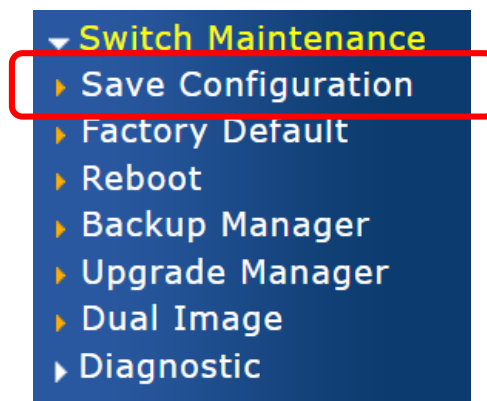 Switch Maintenance
Save Configuration
Factory Default
Reboot
Backup Manager
Upgrade Manager
Dual Image
Diagnostic